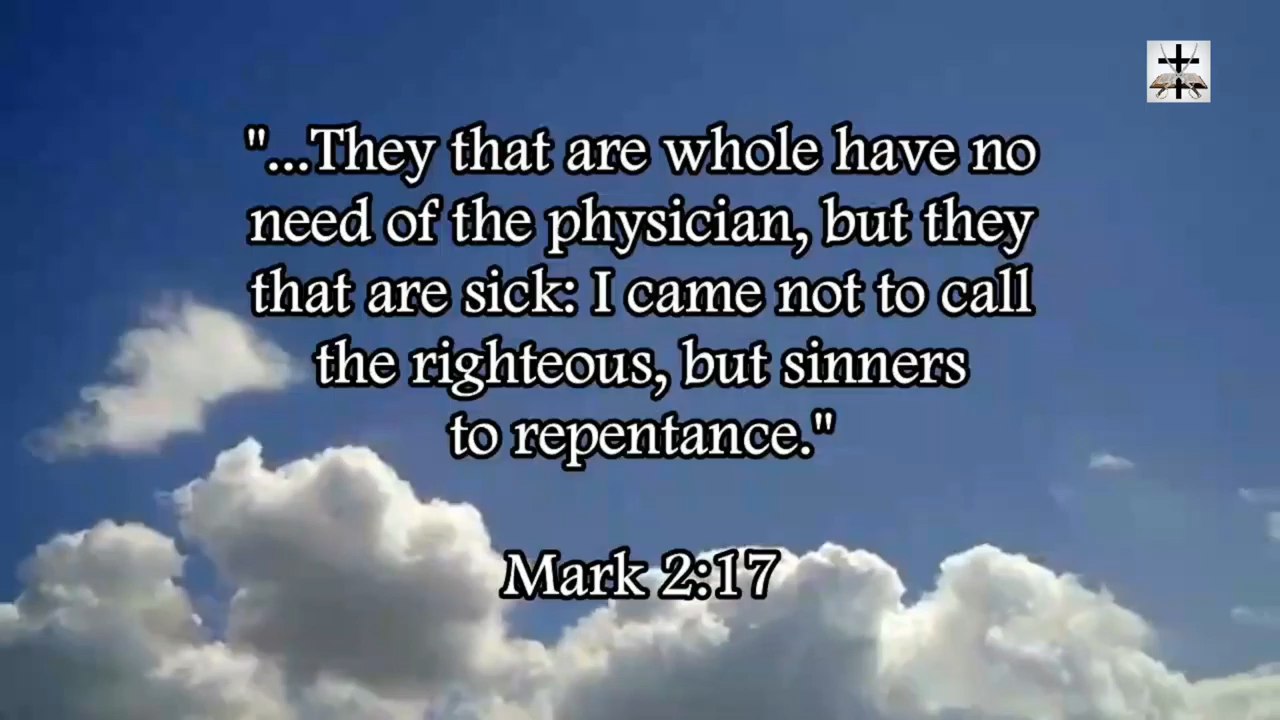 "...They that are whole have no
need of the physician, but they
that are sick: I came not to call
the righteous, but sinners
to repentance."
Mark 2:17